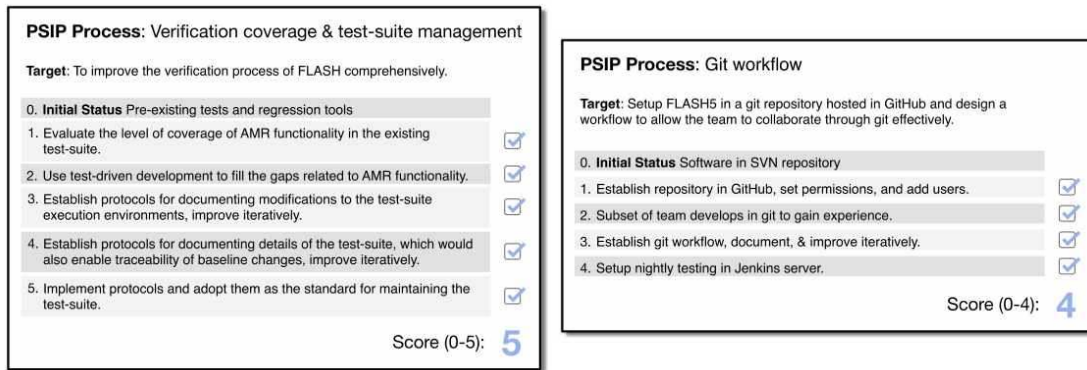 PSIP Process: Verification coverage & test-suite management
Target: To improve the verification process of FLASH comprehensively.
0. Initial Status Pre-existing tests and regression tools
1. Evaluate the level of coverage of AMR functionality in the existing
test-suite.
2. Use test-driven development to fill the gaps related to AMR functionality.
3. Establish protocols for documenting modifications to the test-suite
execution environments, improve iteratively.
4. Establish protocols for documenting details of the test-suite, which would
also enable traceability of baseline changes, improve iteratively.
5. Implement protocols and adopt them as the standard for maintaining the
test-suite.
Score (0-5): 5
PSIP Process: Git workflow
Target: Setup FLASH5 in a git repository hosted in GitHub and design a
workflow to allow the team to collaborate through git effectively.
0. Initial Status Software in SVN repository
1. Establish repository in GitHub, set permissions, and add users.
2. Subset of team develops in git to gain experience.
3. Establish git workflow, document, & improve iteratively.
4. Setup nightly testing in Jenkins server.
Score (0-4): 4